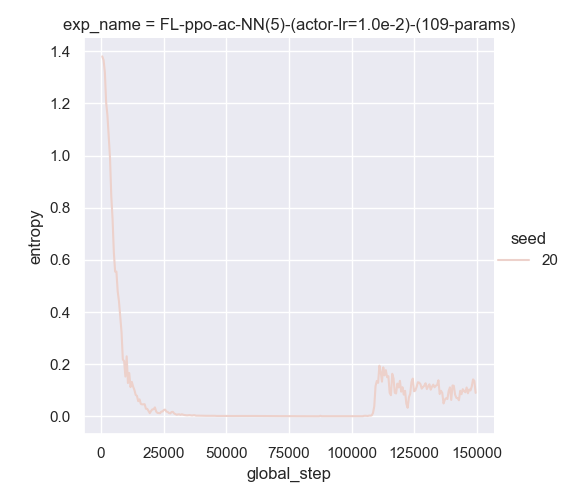 exp_name = FL-ppo-ac-NN(5)-(actor-lr=1.0e-2)-(109-params)
1.4
1.2
1.0
0.8
0.6
0.4
0.2
0.0
entropy
0 25000 50000 75000 100000 125000 150000
global_step
seed
20